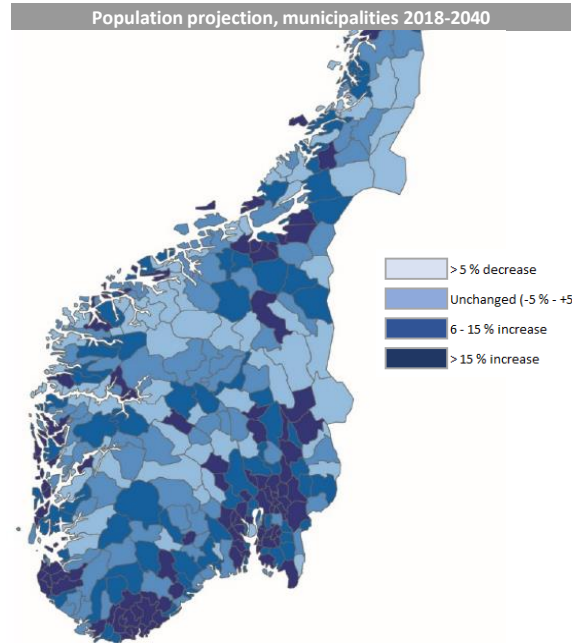 Population projection, municipalities 2018-2040
> 5 % decrease
Unchanged (-5 % - +5
6 - 15 % increase
> 15 % increase